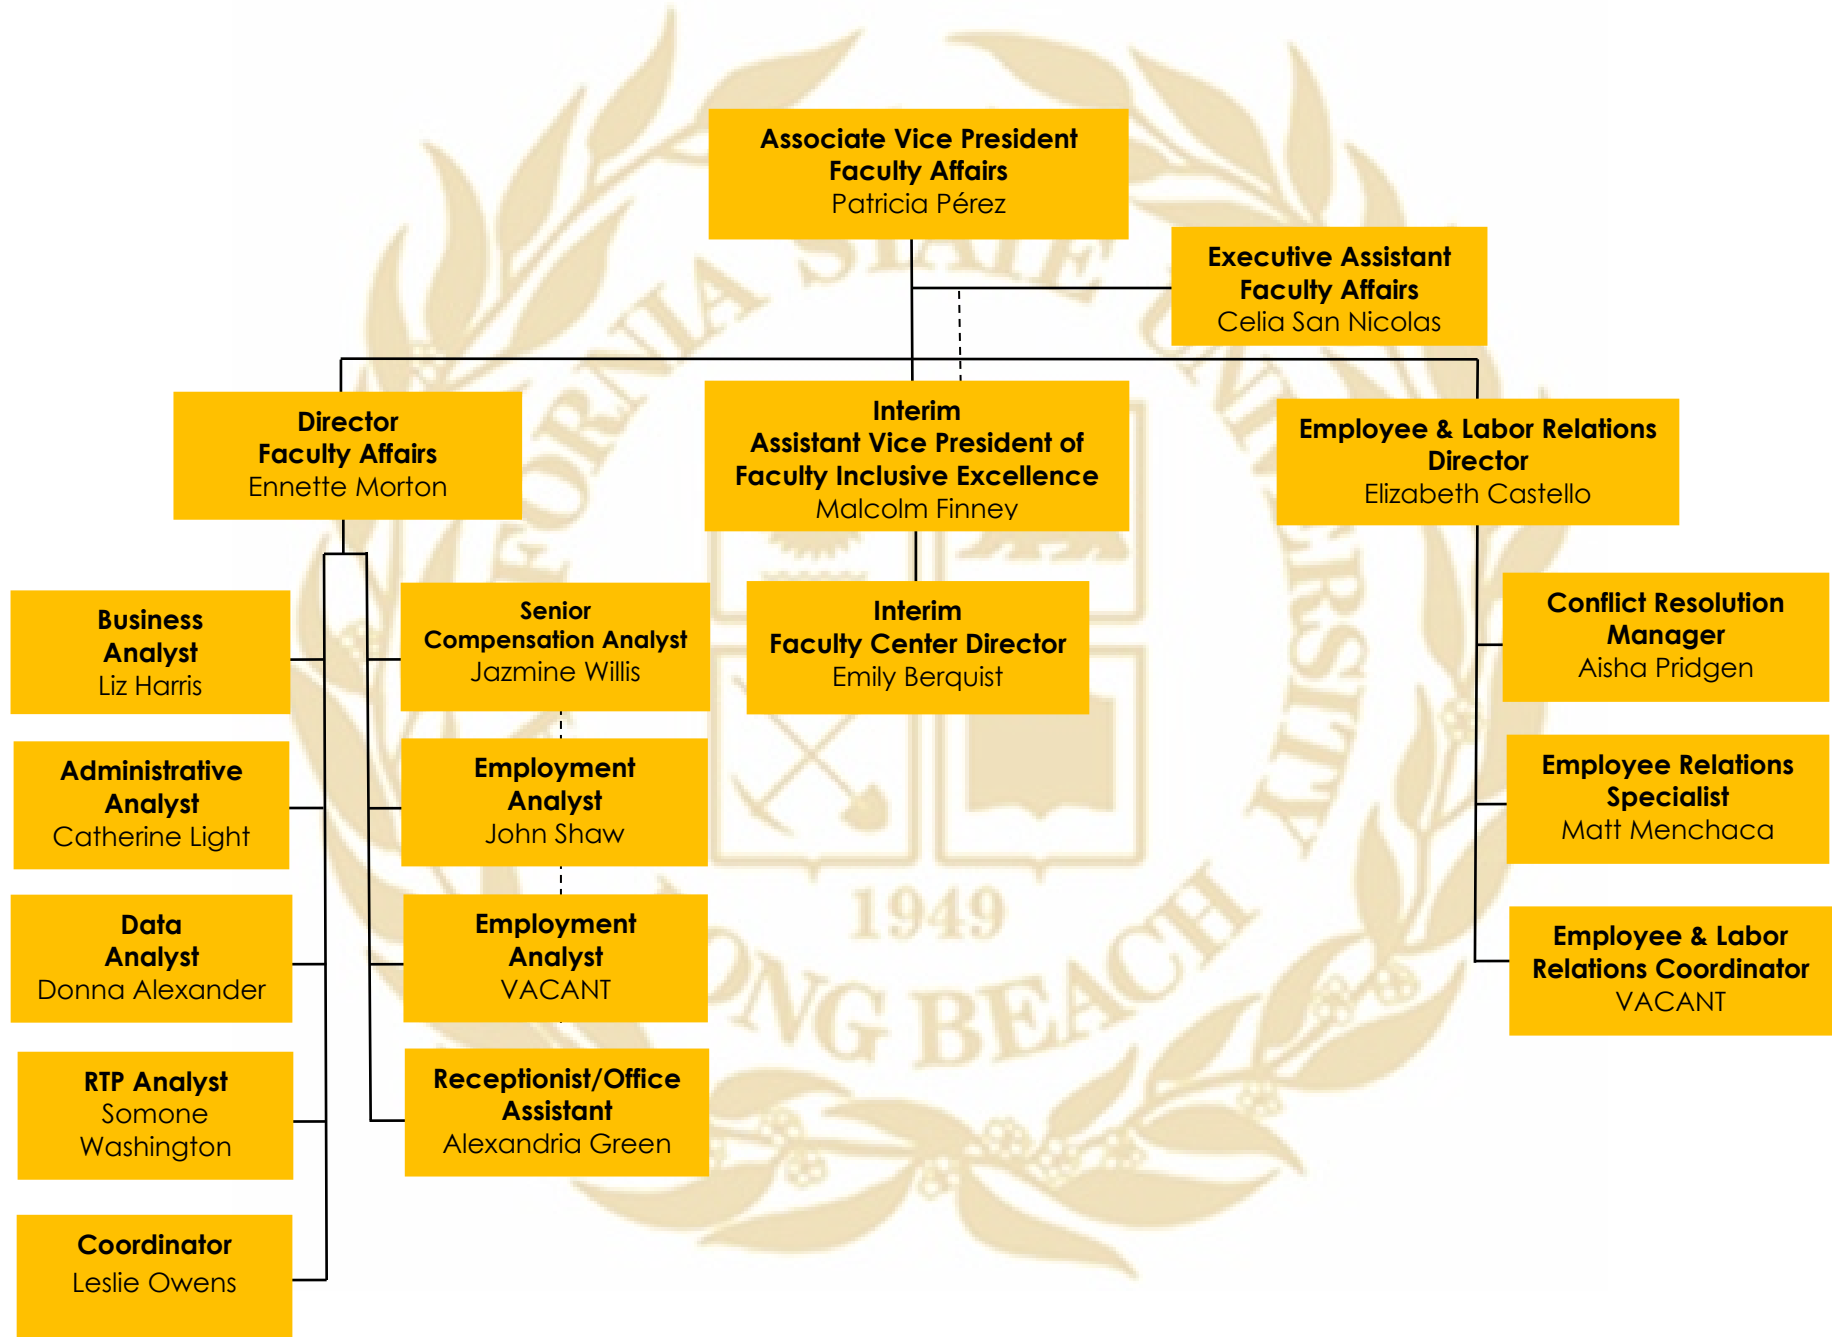 Associate Vice President
Faculty Affairs
Patricia Pérez
Executive Assistant
Faculty Affairs
Celia San Nicolas
Director
Faculty Affairs
Ennette Morton
Interim
Assistant Vice President of
Faculty Inclusive Excellence
Malcolm Finney
Employee & Labor Relations
Director
Elizabeth Castello
Business
Analyst
Liz Harris
Senior
Compensation Analyst
Jazmine Willis
Interim
Faculty Center Director
Emily Berquist
Conflict Resolution
Manager
Aisha Pridgen
Administrative
Analyst
Catherine Light
Employment
Analyst
John Shaw
Employee Relations
Specialist
Matt Menchaca
Data
Analyst
Donna Alexander
Employment
Analyst
VACANT
Employee & Labor
Relations Coordinator
VACANT
RTP Analyst
Somone
Washington
Receptionist/Office
Assistant
Alexandria Green
Coordinator
Leslie Owens
STATE UNIVERSITY
1949
BEACH